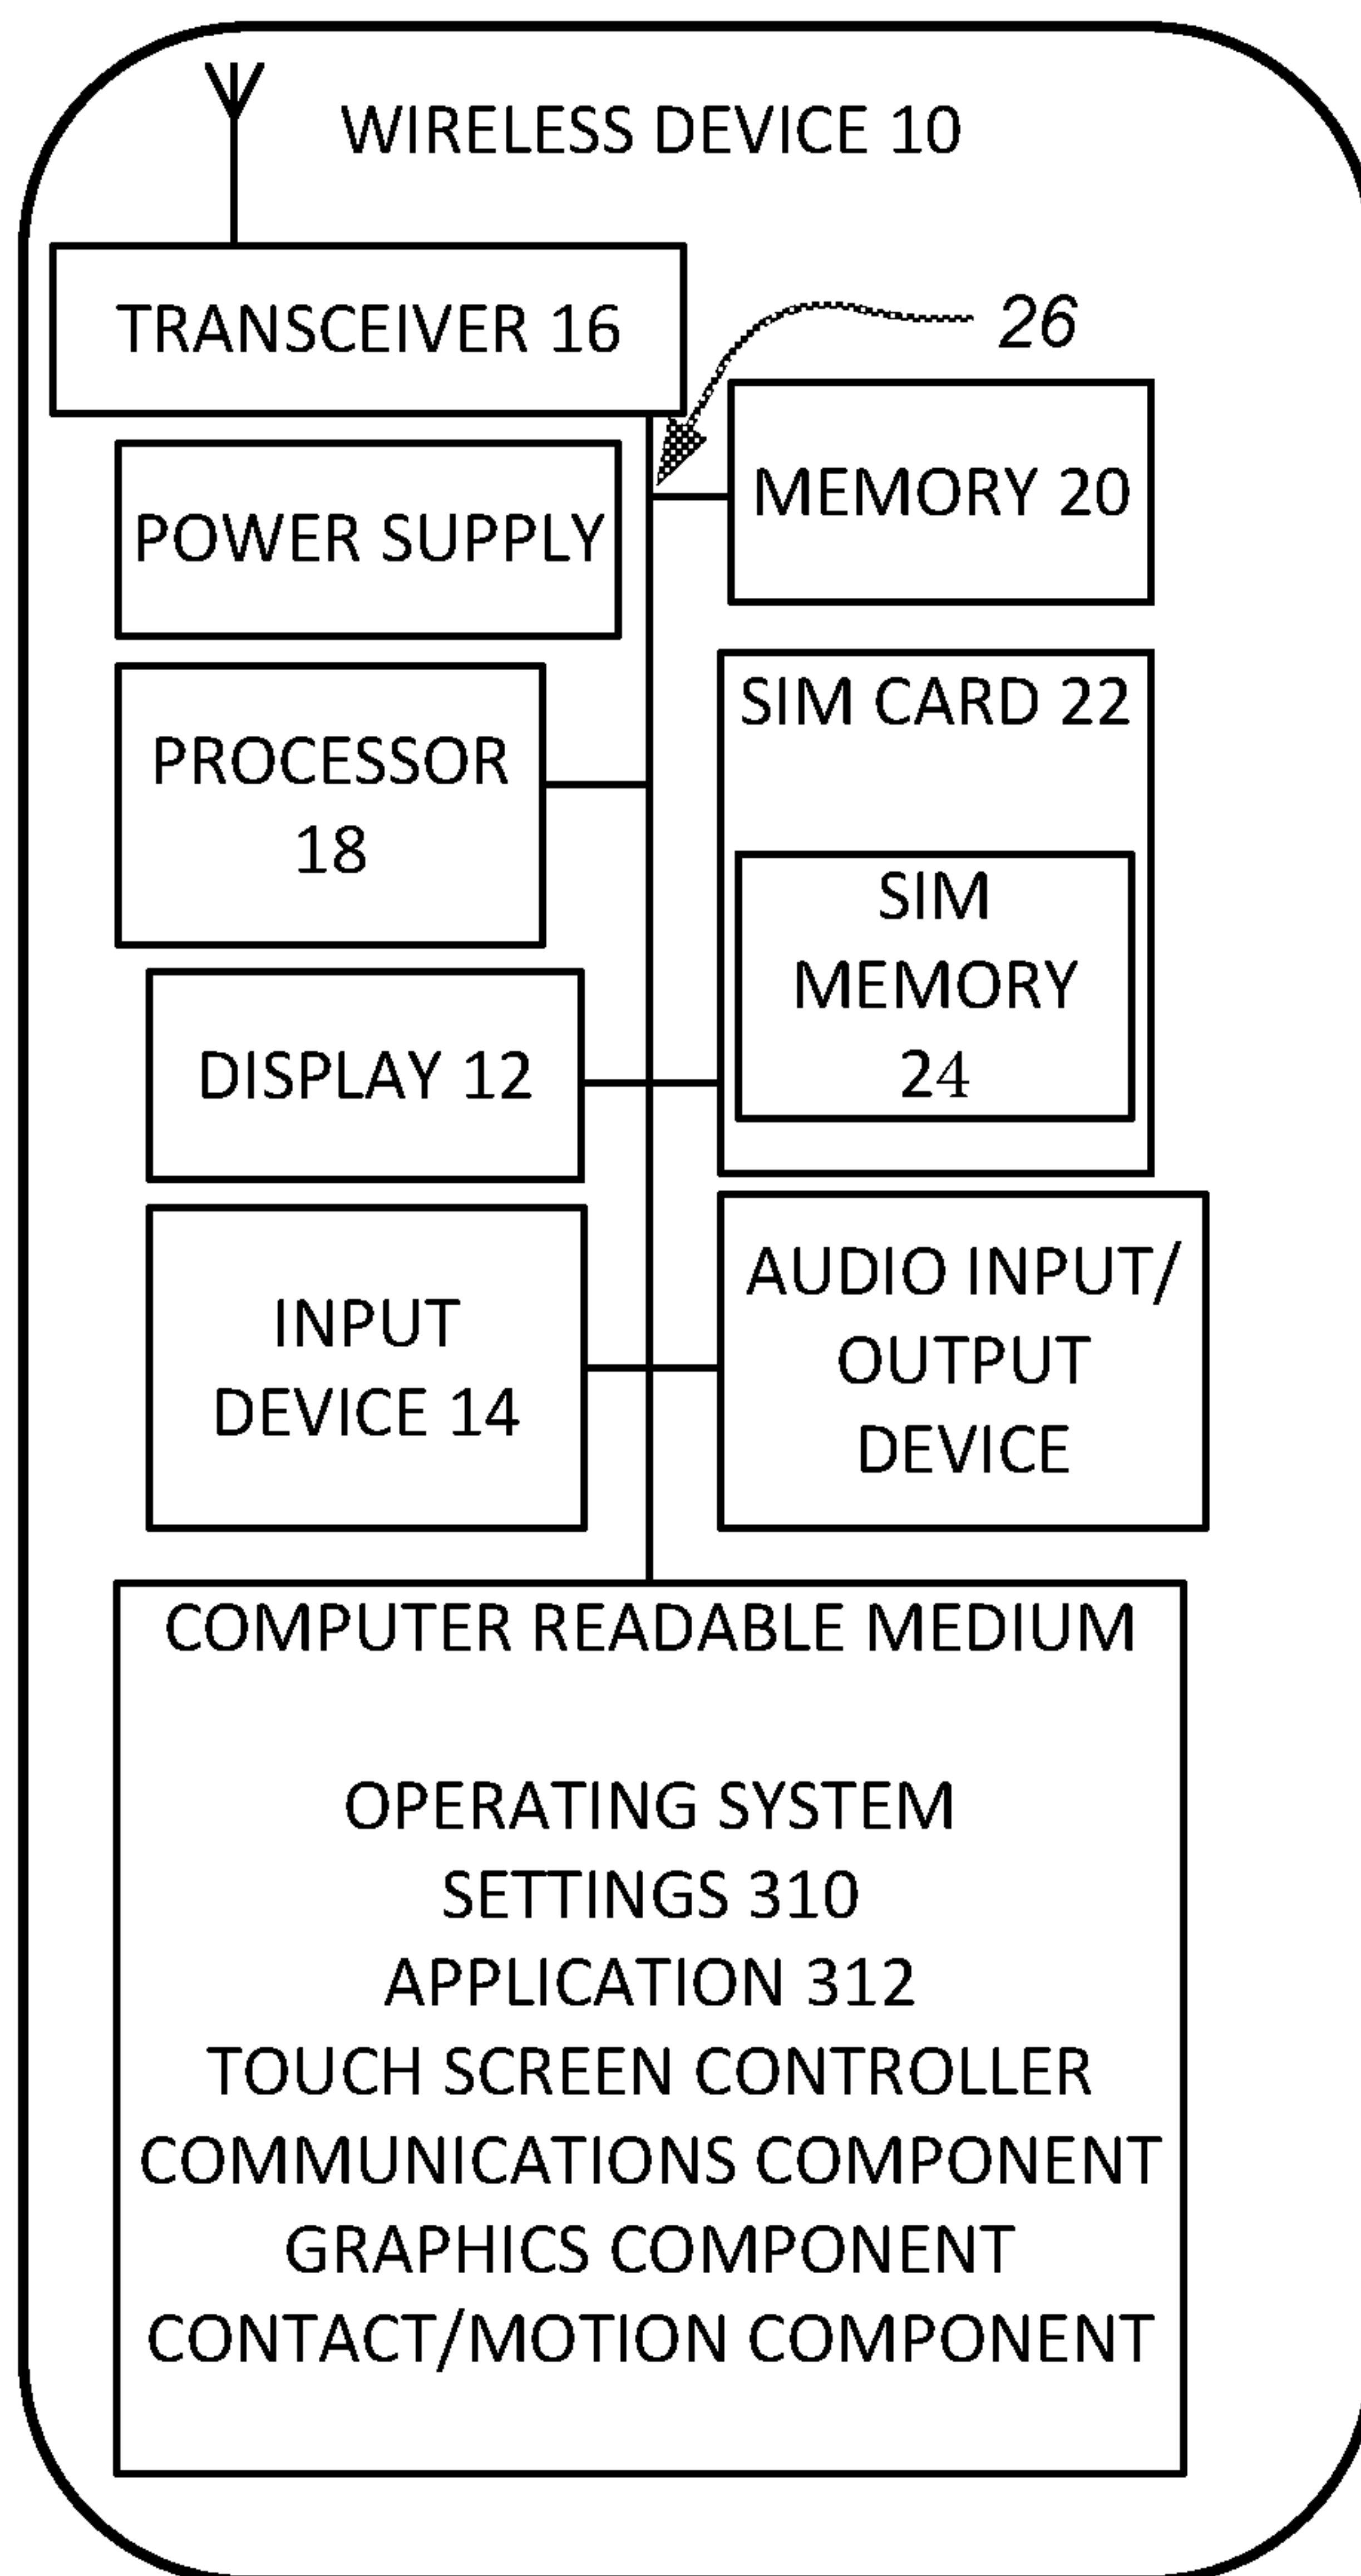 WIRELESS DEVICE 10
TRANSCEIVER 16
26
POWER SUPPLY
MEMORY 20
PROCESSOR
18
SIM CARD 22
SIM
MEMORY
24
DISPLAY 12
INPUT
DEVICE 14
AUDIO INPUT/
OUTPUT
DEVICE
COMPUTER READABLE MEDIUM
OPERATING SYSTEM
SETTINGS 310
APPLICATION 312
TOUCH SCREEN CONTROLLER
COMMUNICATIONS COMPONENT
GRAPHICS COMPONENT
CONTACT/MOTION COMPONENT